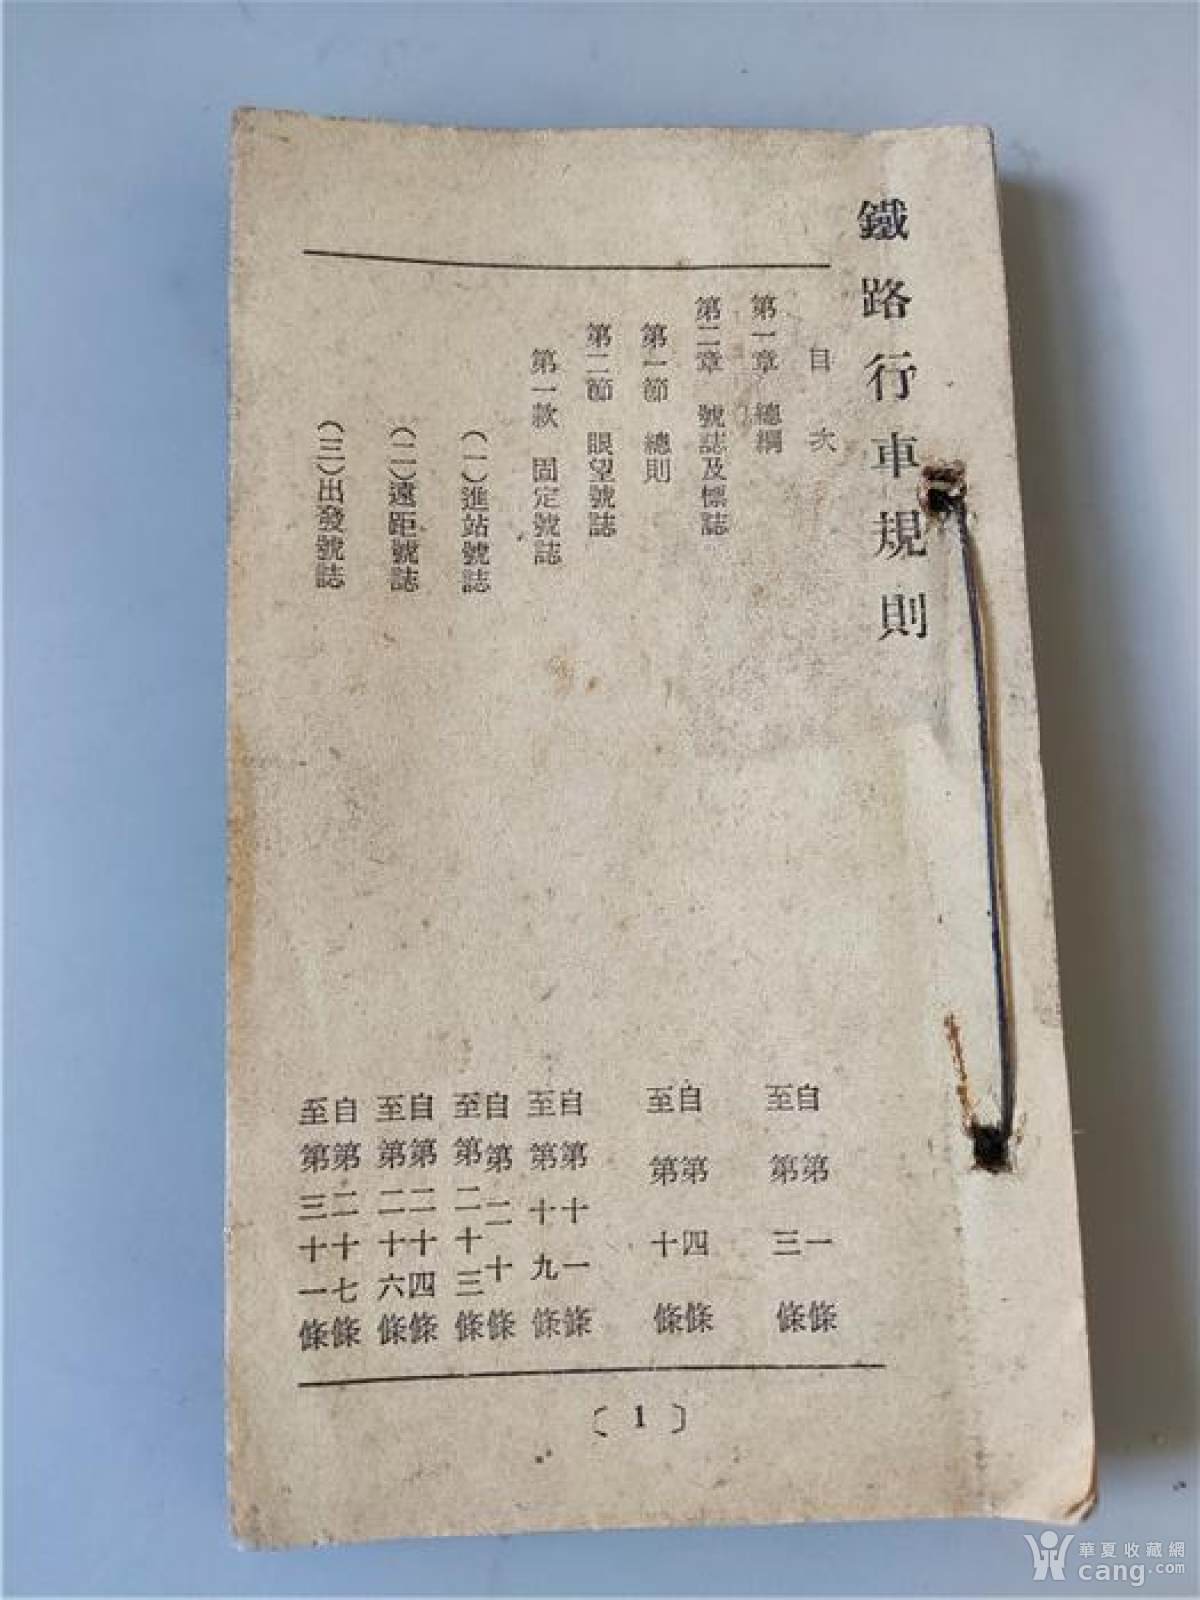 鐵路行車規則
目次
第一章 總綱
自第一條
至第三條
第二章 號誌及標誌
第一節 總則
自第四條
至第十條
第二節 眼望號誌
第一款 固定號誌
自第十一條
至第十九條
(一)進站號誌
自第二十條
至第二十三條
(二)遠距號誌
自第二十四條
至第二十六條
(三)出發號誌
自第二十七條
至第三十一條
〔1〕
華夏收藏網
cang.com